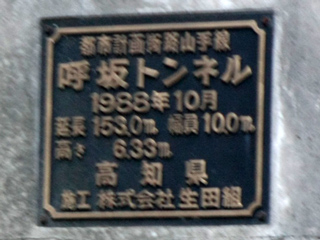 都市計画街路山手線
呼坂トンネル
1988年10月
延長 153.0m 幅員 10.0m
高さ 6.33m
高知県
施工 株式会社 生田組